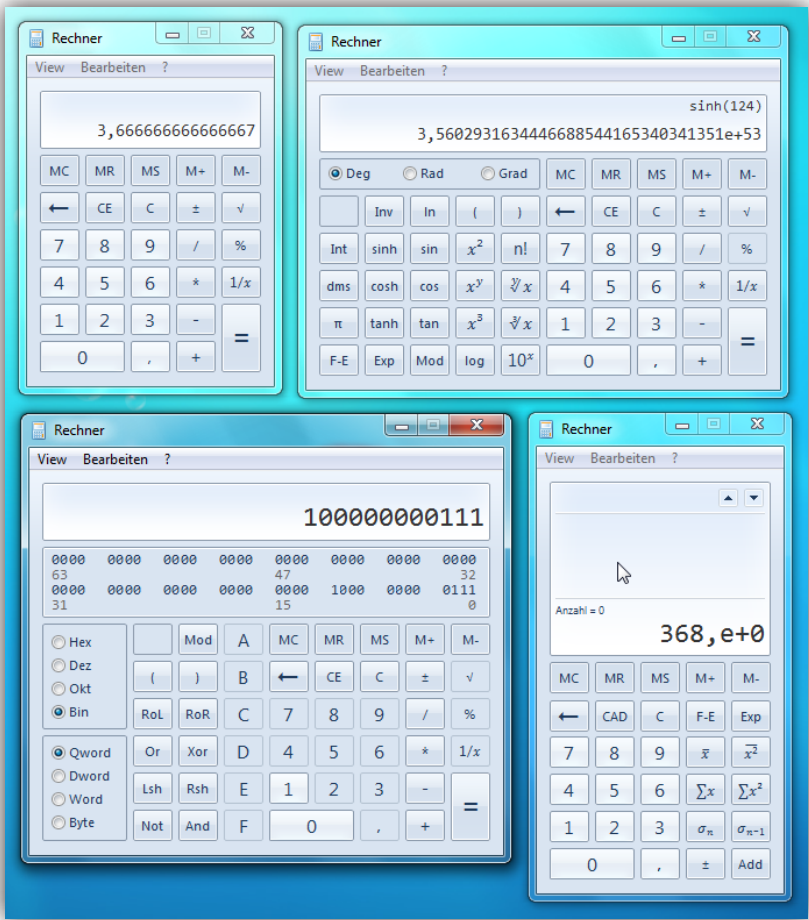 Rechner
View Bearbeiten ?
3,666666666666667
MC MR MS M+ M-
← CE C ± √
7 8 9 / %
4 5 6 * 1/x
1 2 3 - =
0 , +
Rechner
View Bearbeiten ?
sinh(124)
3,5602931634446688544165340341351e+53
Deg Rad Grad MC MR MS M+ M-
Inv ln ( ) ← CE C ± √
Int sinh sin x² n! 7 8 9 / %
dms cosh cos xʸ ʸ√x 4 5 6 * 1/x
π tanh tan x³ ³√x 1 2 3 - =
F-E Exp Mod log 10ˣ 0 , +
Rechner
View Bearbeiten ?
100000000111
0000 0000 0000 0000 0000 0000 0000 0000
63 47 32
0000 0000 0000 0000 0000 1000 0000 0111
31 15 0
Hex
Dez
Okt
Bin
Qword
Dword
Word
Byte
Mod A MC MR MS M+ M-
( ) B ← CE C ± √
RoL RoR C 7 8 9 / %
Or Xor D 4 5 6 * 1/x
Lsh Rsh E 1 2 3 - =
Not And F 0 , +
Rechner
View Bearbeiten ?
Anzahl = 0
368,e+0
MC MR MS M+ M-
← CAD C F-E Exp
7 8 9 x̅ x̅²
4 5 6 ∑x ∑x²
1 2 3 σₙ σₙ₋₁
0 , ± Add